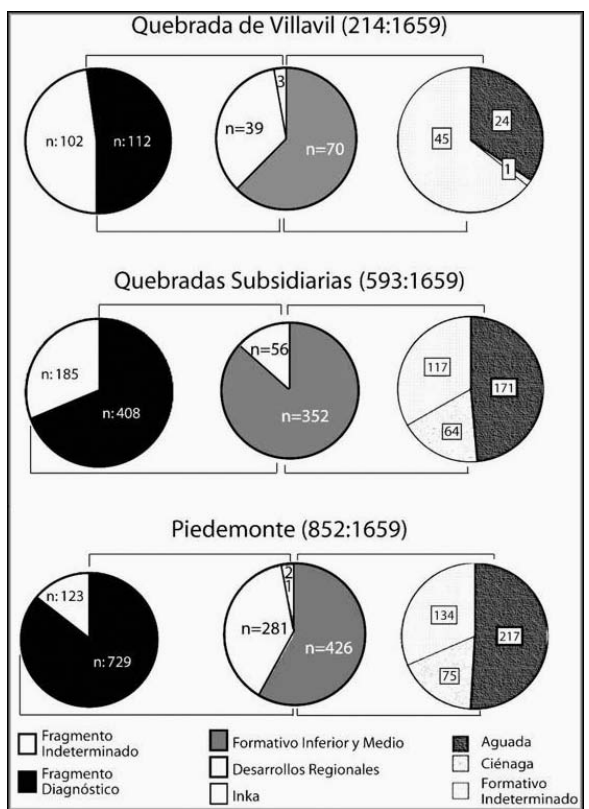 Quebrada de Villavil (214:1659)
n: 102
n: 112
n=39
3
n=70
45
24
1
Quebradas Subsidiarias (593:1659)
n: 185
n: 408
n=56
n=352
117
64
171
Piedemonte (852:1659)
n: 123
n: 729
n=281
2
1
n=426
134
75
217
Fragmento
Indeterminado
Fragmento
Diagnóstico
Formativo Inferior y Medio
Desarrollos Regionales
Inka
Aguada
Ciénaga
Formativo
Indeterminado